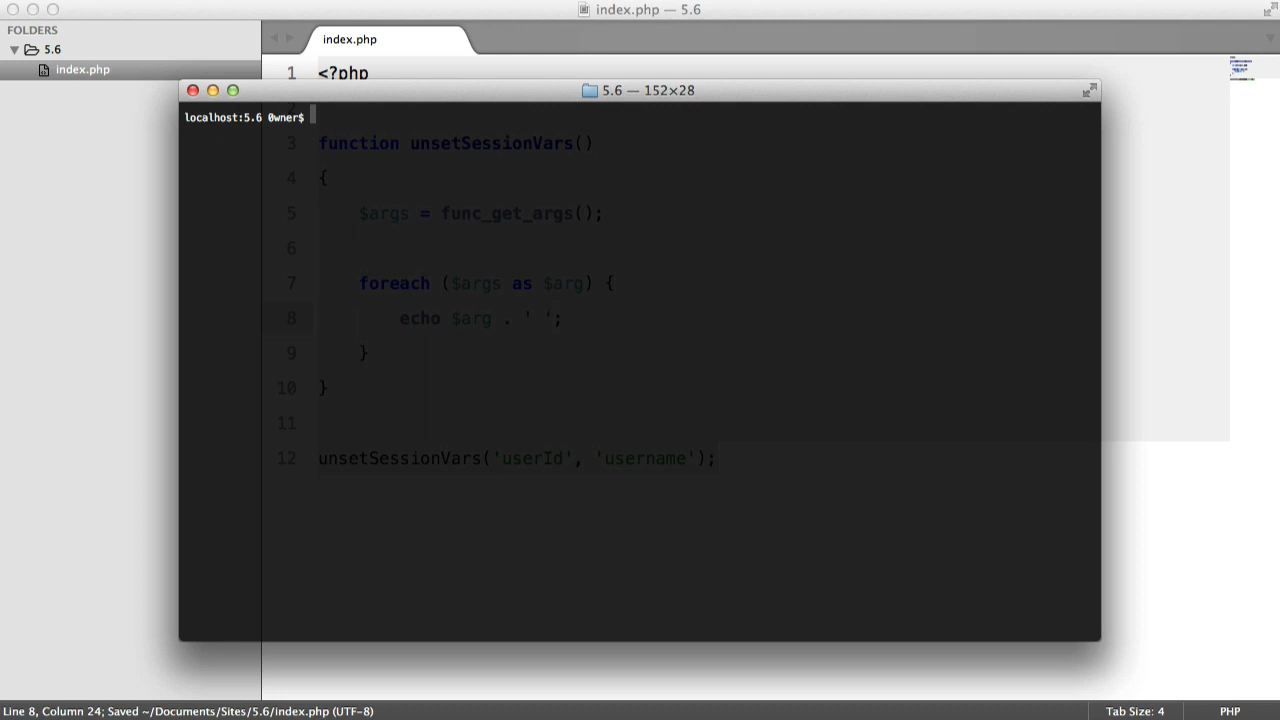 index.php — 5.6
FOLDERS
5.6
index.php
index.php
1 <?php
5.6 — 152×28
localhost:5.6 0wner$
3 function unsetSessionVars()
4 {
5 $args = func_get_args();
6
7 foreach ($args as $arg) {
8 echo $arg . ' ';
9 }
10 }
11
12 unsetSessionVars('userId', 'username');
Line 8, Column 24; Saved ~/Documents/Sites/5.6/index.php (UTF-8)
Tab Size: 4
PHP